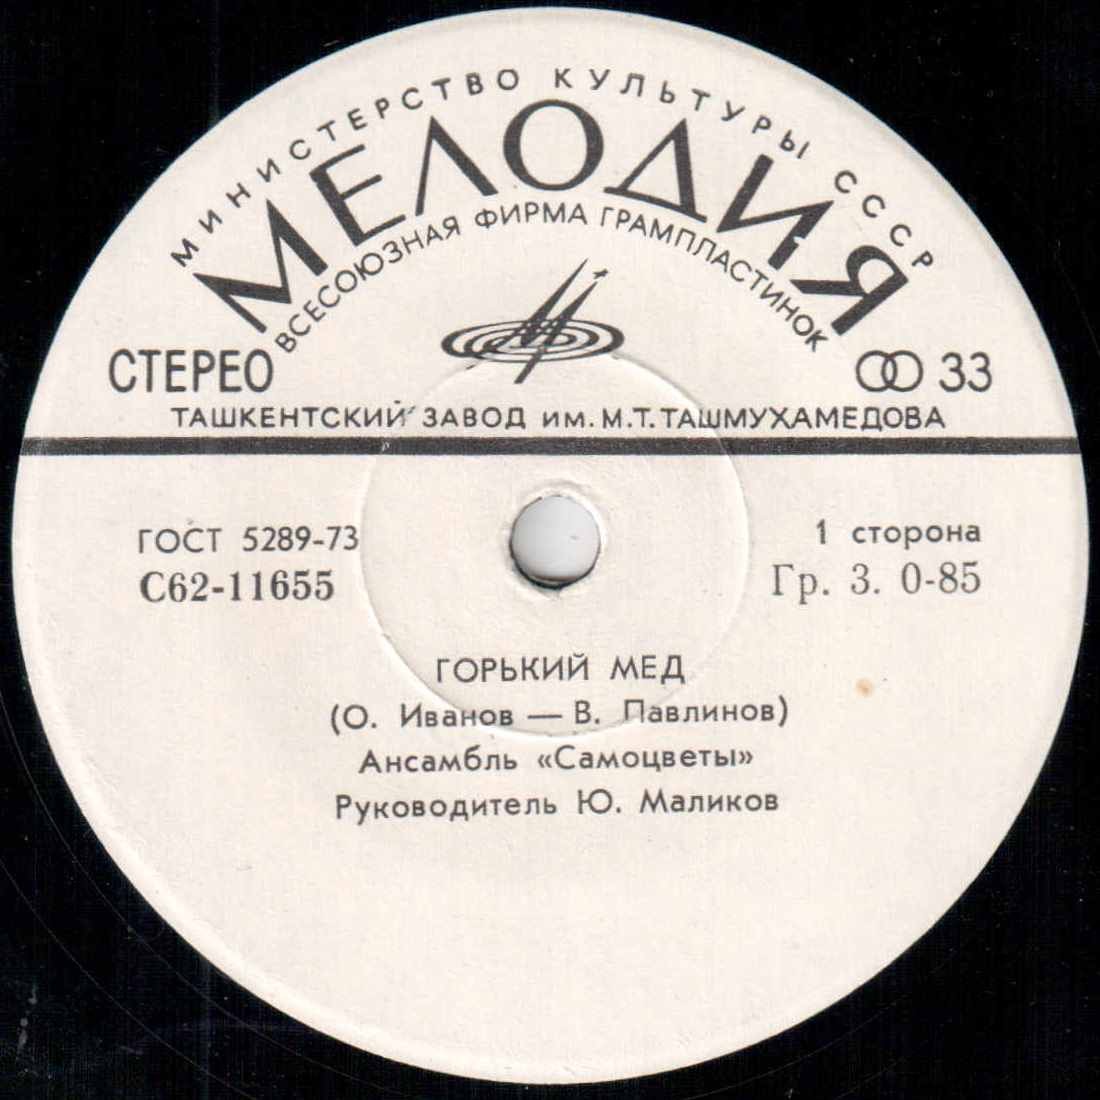 МИНИСТЕРСТВО КУЛЬТУРЫ СССР
МЕЛОДИЯ
ВСЕСОЮЗНАЯ ФИРМА ГРАМПЛАСТИНОК
СТЕРЕО
33
ТАШКЕНТСКИЙ ЗАВОД ИМ. М.Т. ТАШМУХАМЕДОВА
ГОСТ 5289-73
1 сторона
С62-11655
Гр. 3. 0-85
ГОРЬКИЙ МЕД
(О. Иванов — В. Павлинов)
Ансамбль «Самоцветы»
Руководитель Ю. Маликов